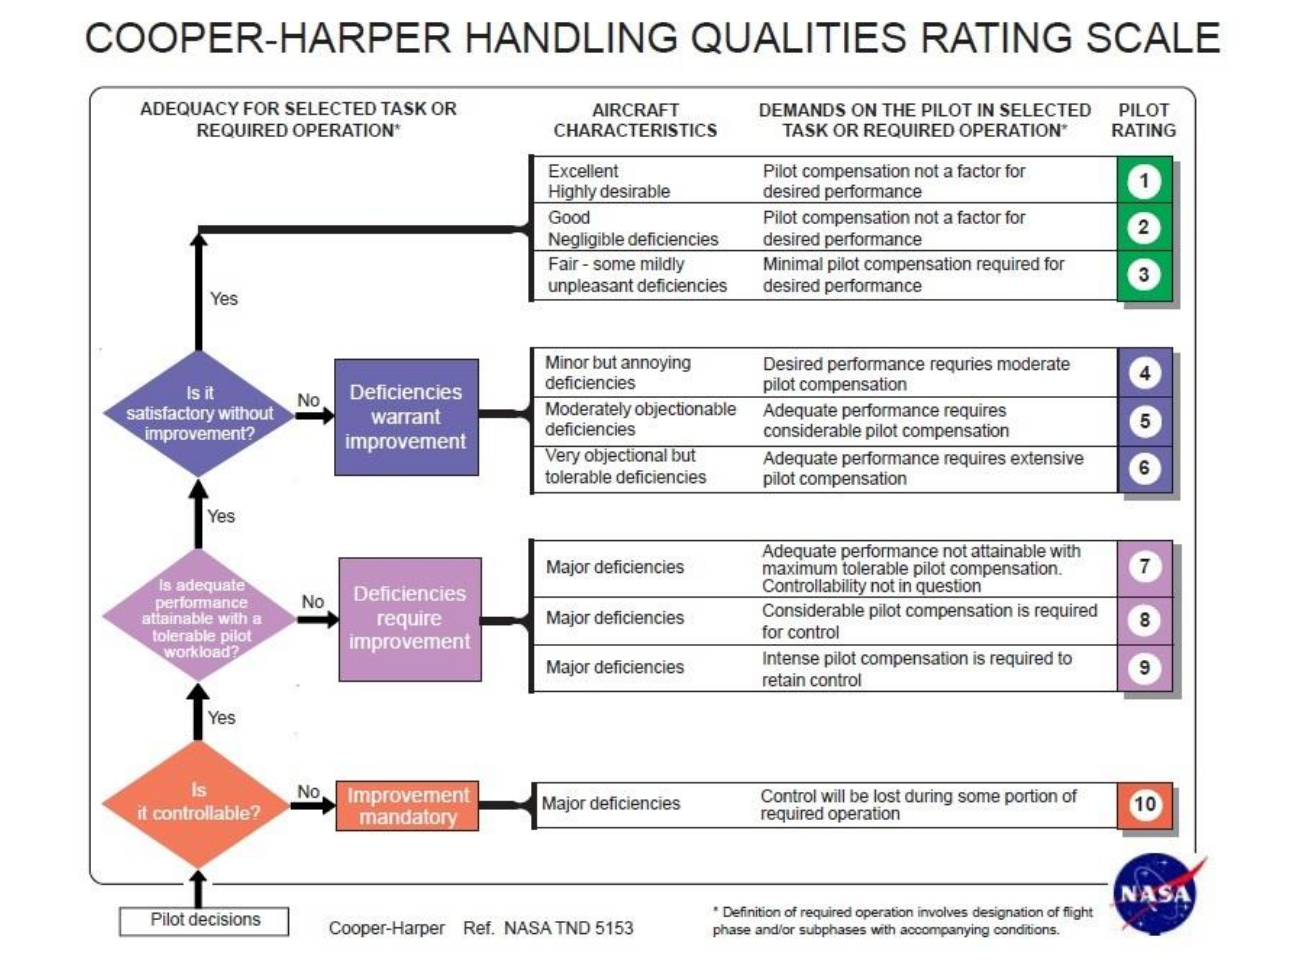 COOPER-HARPER HANDLING QUALITIES RATING SCALE
ADEQUACY FOR SELECTED TASK OR
REQUIRED OPERATION*
AIRCRAFT
CHARACTERISTICS
DEMANDS ON THE PILOT IN SELECTED
TASK OR REQUIRED OPERATION*
PILOT
RATING
Excellent
Highly desirable
Pilot compensation not a factor for
desired performance
1
Good
Negligible deficiencies
Pilot compensation not a factor for
desired performance
2
Fair - some mildly
unpleasant deficiencies
Minimal pilot compensation required for
desired performance
3
Yes
Is it
satisfactory without
improvement?
No
Deficiencies
warrant
improvement
Minor but annoying
deficiencies
Desired performance requries moderate
pilot compensation
4
Moderately objectionable
deficiencies
Adequate performance requires
considerable pilot compensation
5
Very objectional but
tolerable deficiencies
Adequate performance requires extensive
pilot compensation
6
Yes
Is adequate
performance
attainable with a
tolerable pilot
workload?
No
Deficiencies
require
improvement
Major deficiencies
Adequate performance not attainable with
maximum tolerable pilot compensation.
Controllability not in question
7
Major deficiencies
Considerable pilot compensation is required
for control
8
Major deficiencies
Intense pilot compensation is required to
retain control
9
Yes
Is
it controllable?
No
Improvement
mandatory
Major deficiencies
Control will be lost during some portion of
required operation
10
Pilot decisions
Cooper-Harper Ref. NASA TND 5153
* Definition of required operation involves designation of flight
phase and/or subphases with accompanying conditions.
NASA